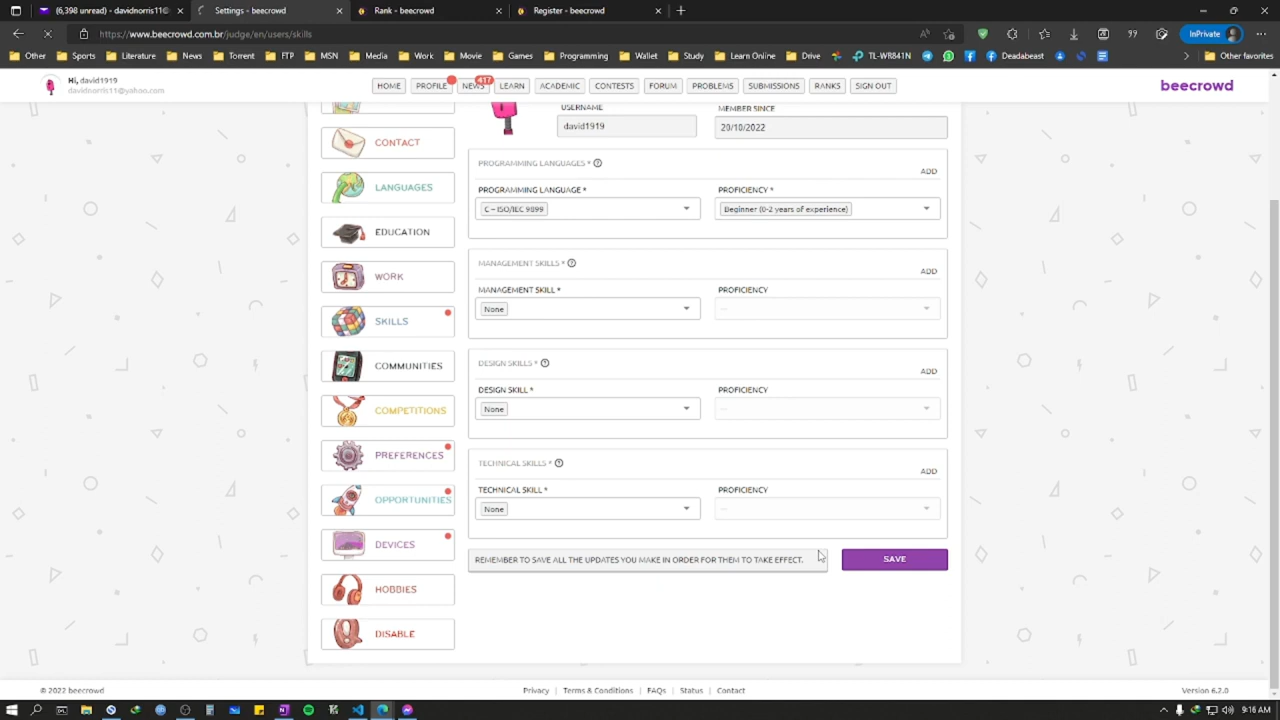 (6,398 unread) - davidnorris11@
Settings - beecrowd
Rank - beecrowd
Register - beecrowd
https://www.beecrowd.com.br/judge/en/users/skills
InPrivate
Other
Sports
Literature
News
Torrent
FTP
MSN
Media
Work
Movie
Games
Programming
Wallet
Study
Learn Online
Drive
TL-WR841N
Deadabeast
Other favorites
Hi, david1919
davidnorris11@yahoo.com
HOME
PROFILE
NEWS
417
LEARN
ACADEMIC
CONTESTS
FORUM
PROBLEMS
SUBMISSIONS
RANKS
SIGN OUT
beecrowd
CONTACT
LANGUAGES
EDUCATION
WORK
SKILLS
COMMUNITIES
COMPETITIONS
PREFERENCES
OPPORTUNITIES
DEVICES
HOBBIES
DISABLE
USERNAME
MEMBER SINCE
david1919
20/10/2022
PROGRAMMING LANGUAGES *
ADD
PROGRAMMING LANGUAGE *
PROFICIENCY *
C – ISO/IEC 9899
Beginner (0-2 years of experience)
MANAGEMENT SKILLS *
ADD
MANAGEMENT SKILL *
PROFICIENCY
None
DESIGN SKILLS *
ADD
DESIGN SKILL *
PROFICIENCY
None
TECHNICAL SKILLS *
ADD
TECHNICAL SKILL *
PROFICIENCY
None
REMEMBER TO SAVE ALL THE UPDATES YOU MAKE IN ORDER FOR THEM TO TAKE EFFECT.
SAVE
© 2022 beecrowd
Privacy | Terms & Conditions | FAQs | Status | Contact
Version 6.2.0
9:16 AM